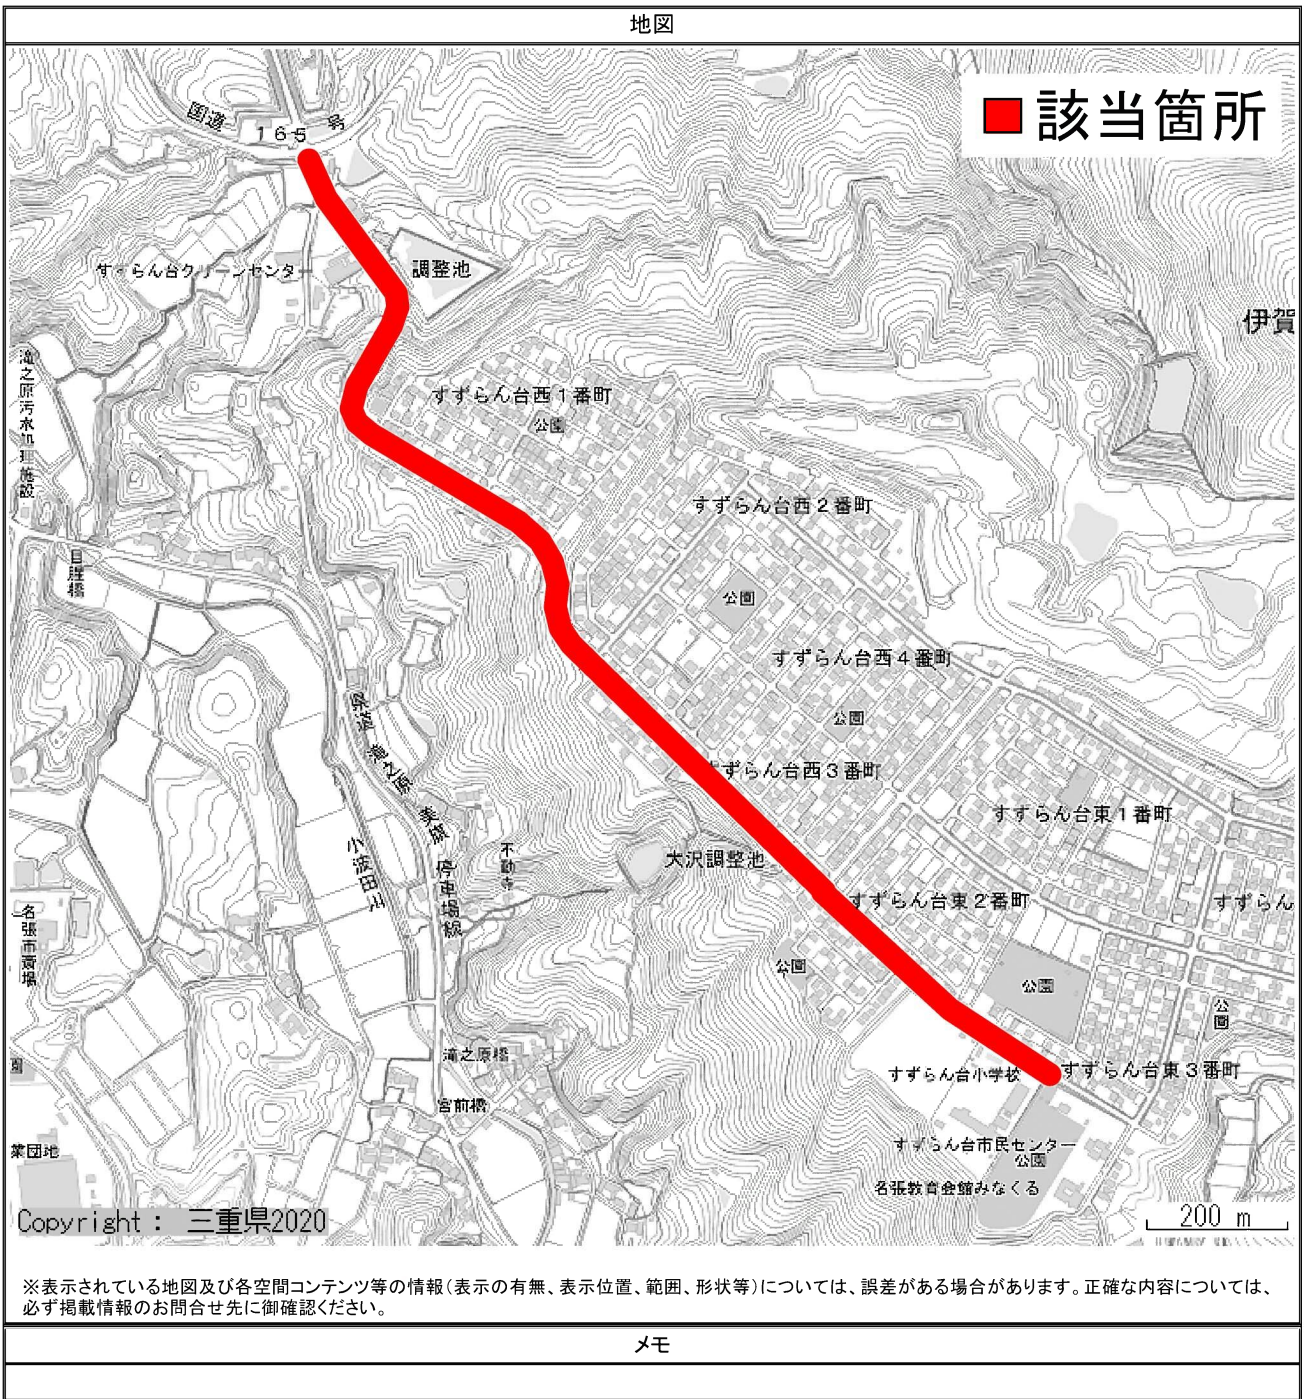 地図
該当箇所
国道 165 号
すずらん台クリーンセンター
調整池
伊賀
滝之原汚水処理施設
すずらん台西1番町
公園
すずらん台西2番町
公園
すずらん台西4番町
公園
ずらん台西3番町
すずらん台東1番町
滝之原 美旗 停車場線
不動寺
大沢調整池
すずらん台東2番町
すずらん
名張市斎場
公園
公園
公園
滝之原橋
すずらん台小学校
すずらん台東3番町
宮前橋
業団地
すずらん台市民センター
公園
名張教育会館みなくる
園
Copyright : 三重県2020
200 m
※表示されている地図及び各空間コンテンツ等の情報(表示の有無、表示位置、範囲、形状等)については、誤差がある場合があります。正確な内容については、
必ず掲載情報のお問合せ先に御確認ください。
メモ